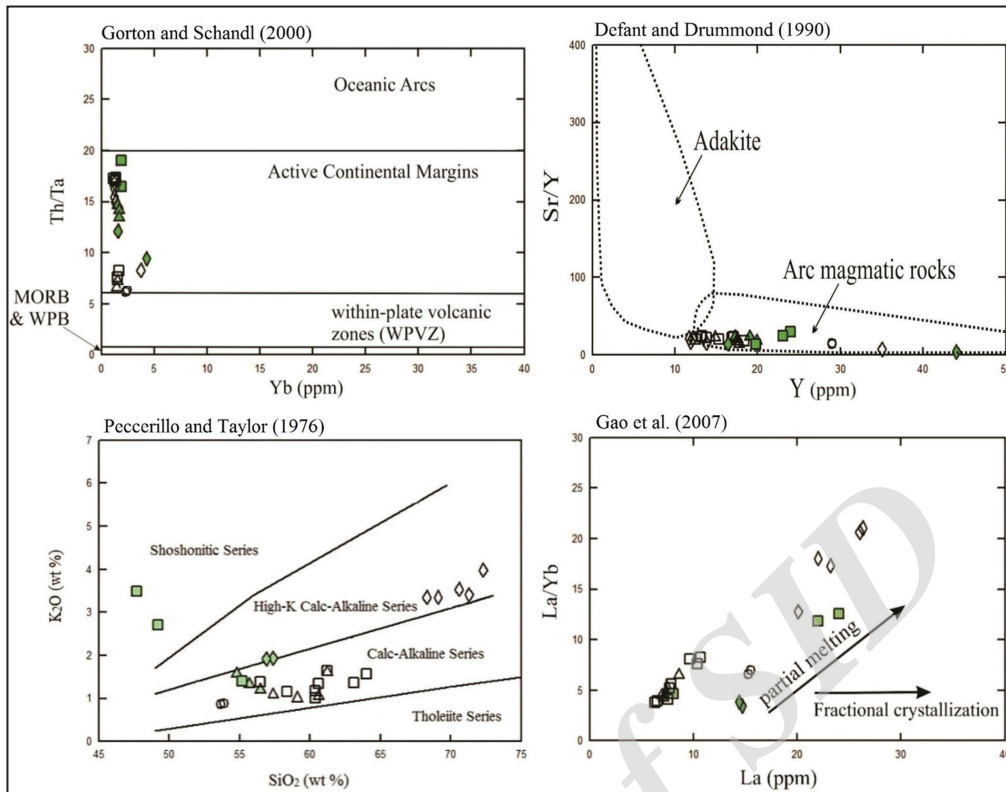 Gorton and Schandl (2000)
30
25
20
15
10
5
0
Th/Ta
Oceanic Arcs
Active Continental Margins
within-plate volcanic
zones (WPVZ)
MORB
& WPB
0 5 10 15 20 25 30 35 40
Yb (ppm)
Defant and Drummond (1990)
400
300
200
100
0
Sr/Y
Adakite
Arc magmatic rocks
0 10 20 30 40 50
Y (ppm)
Peccerillo and Taylor (1976)
7
6
5
4
3
2
1
0
K2O (wt %)
Shoshonitic Series
High-K Calc-Alkaline Series
Calc-Alkaline Series
Tholeiite Series
45 50 55 60 65 70 75
SiO2 (wt %)
Gao et al. (2007)
30
25
20
15
10
5
0
La/Yb
partial melting
Fractional crystallization
0 10 20 30 40
La (ppm)
f SID